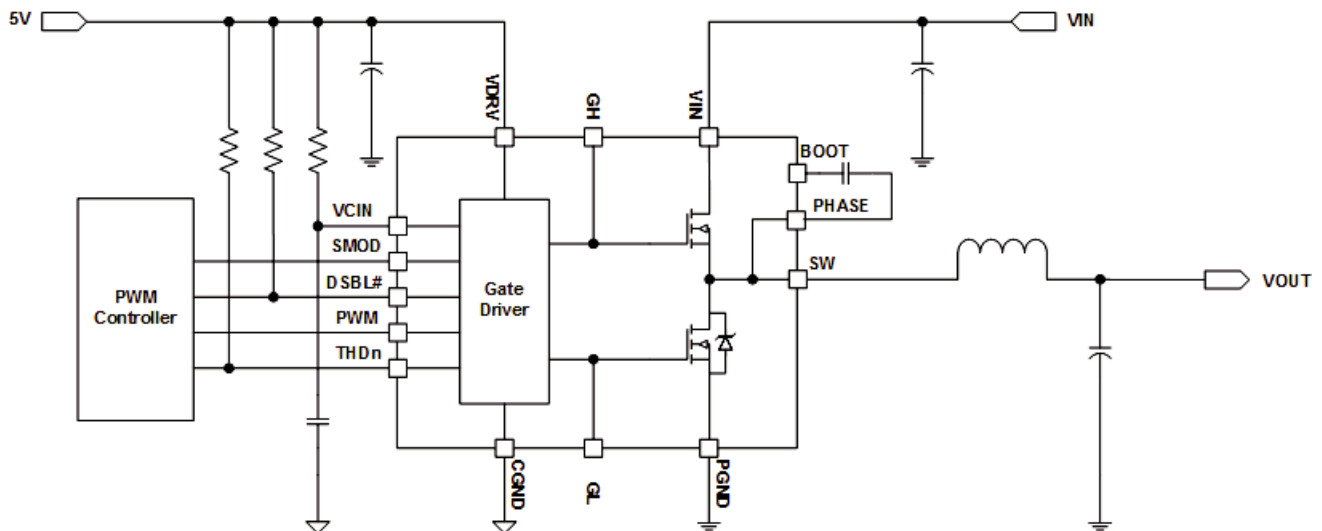 5V
VIN
VDRV
GH
VIN
BOOT
PHASE
VCIN
SMOD
DSBL#
PWM
THDn
PWM
Controller
Gate
Driver
SW
VOUT
CGND
GL
PGND